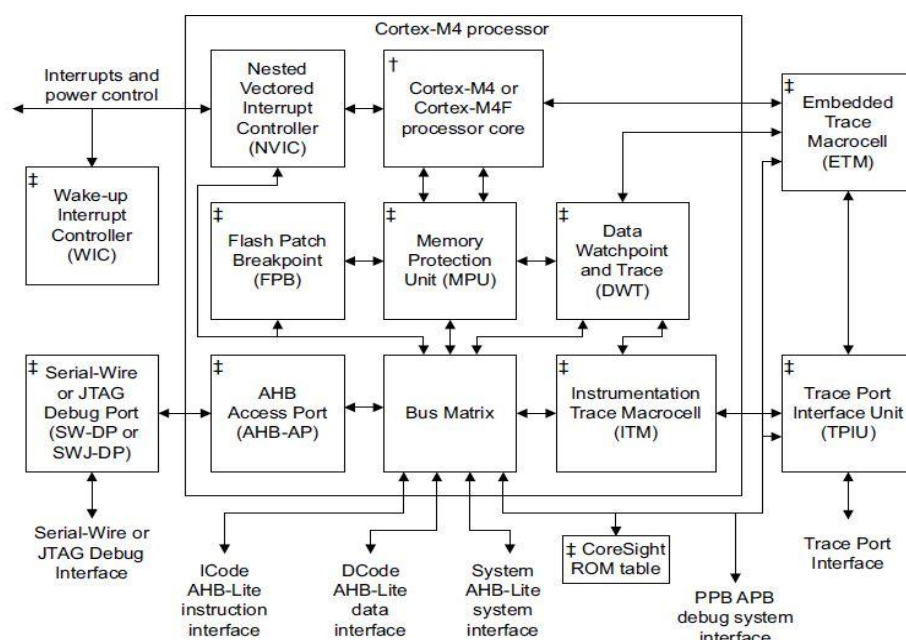 Cortex-M4 processor
Interrupts and
power control
Nested
Vectored
Interrupt
Controller
(NVIC)
†
Cortex-M4 or
Cortex-M4F
processor core
‡
Embedded
Trace
Macrocell
(ETM)
‡
Wake-up
Interrupt
Controller
(WIC)
‡
Flash Patch
Breakpoint
(FPB)
‡
Memory
Protection
Unit (MPU)
‡
Data
Watchpoint
and Trace
(DWT)
‡
Serial-Wire
or JTAG
Debug Port
(SW-DP or
SWJ-DP)
‡
AHB
Access Port
(AHB-AP)
Bus Matrix
‡
Instrumentation
Trace Macrocell
(ITM)
‡
Trace Port
Interface Unit
(TPIU)
Serial-Wire or
JTAG Debug
Interface
ICode
AHB-Lite
instruction
interface
DCode
AHB-Lite
data
interface
System
AHB-Lite
system
interface
‡ CoreSight
ROM table
PPB APB
debug system
interface
Trace Port
Interface